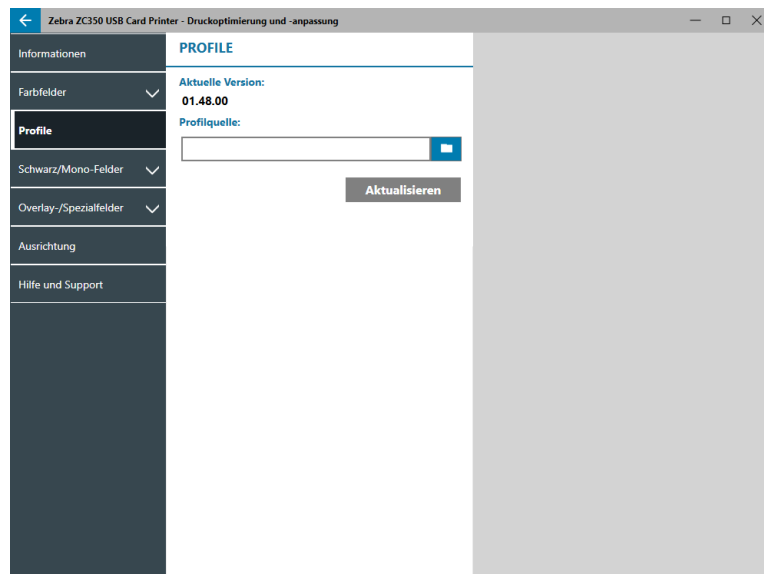 Zebra ZC350 USB Card Printer - Druckoptimierung und -anpassung
Informationen
Farbfelder
Profile
Schwarz/Mono-Felder
Overlay-/Spezialfelder
Ausrichtung
Hilfe und Support
PROFILE
Aktuelle Version:
01.48.00
Profilquelle:
Aktualisieren